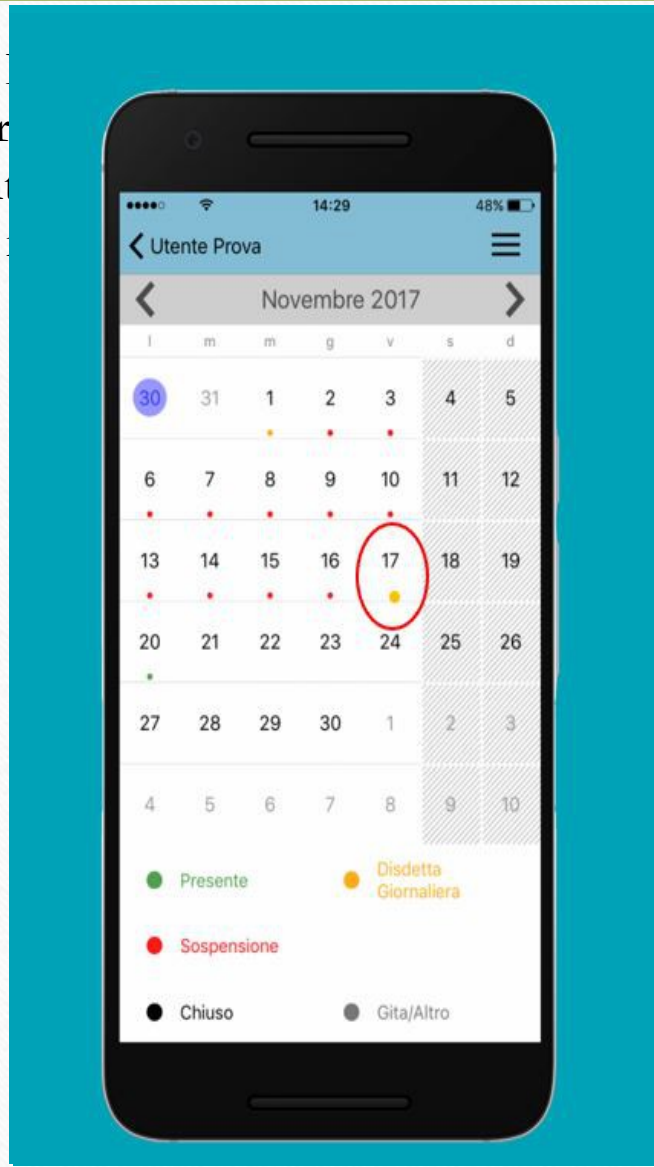 14:29 48%
Utente Prova
Novembre 2017
l m m g v s d
30 31 1 2 3 4 5
6 7 8 9 10 11 12
13 14 15 16 17 18 19
20 21 22 23 24 25 26
27 28 29 30 1 2 3
4 5 6 7 8 9 10
Presente
Disdetta
Giornaliera
Sospensione
Chiuso
Gita/Altro